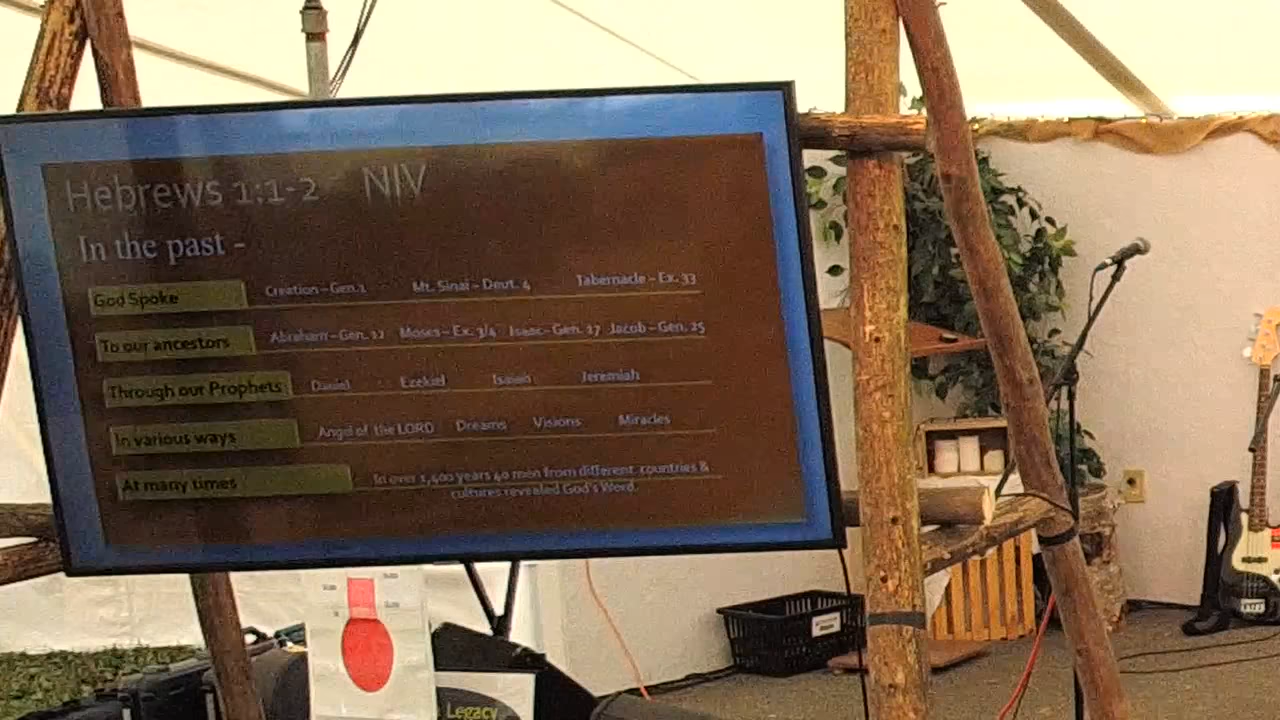 Hebrews 1:1-2 NIV
In the past -
God Spoke Creation - Gen. 1 Mt. Sinai - Deut. 4 Tabernacle - Ex. 33
To our ancestors Abraham - Gen. 12 Moses - Ex. 3/4 Isaac - Gen. 17 Jacob - Gen. 25
Through our Prophets Daniel Ezekiel Isaiah Jeremiah
In various ways Angel of the LORD Dreams Visions Miracles
At many times In over 1,400 years 40 men from different countries &
cultures revealed God's Word.
Legacy